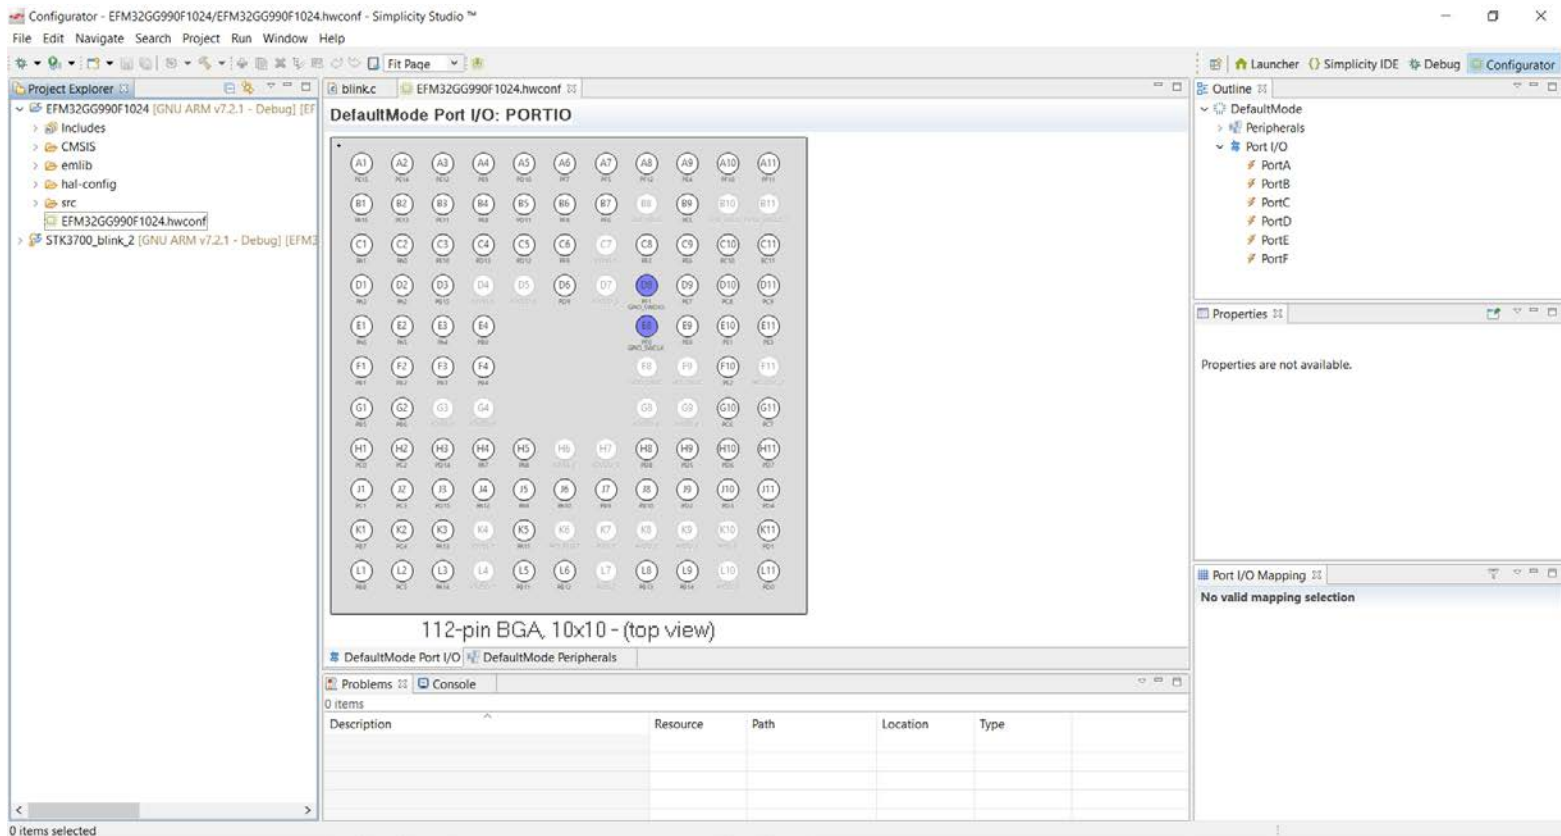 Configurator - EFM32GG990F1024/EFM32GG990F1024.hwconf - Simplicity Studio ™
File Edit Navigate Search Project Run Window Help
Fit Page
Launcher Simplicity IDE Debug Configurator
Project Explorer
EFM32GG990F1024 [GNU ARM v7.2.1 - Debug] [EF
Includes
CMSIS
emlib
hal-config
src
EFM32GG990F1024.hwconf
STK3700_blink_2 [GNU ARM v7.2.1 - Debug] [EFM3
blink.c EFM32GG990F1024.hwconf
DefaultMode Port I/O: PORTIO
A1 A2 A3 A4 A5 A6 A7 A8 A9 A10 A11
B1 B2 B3 B4 B5 B6 B7 B8 B9 B10 B11
C1 C2 C3 C4 C5 C6 C7 C8 C9 C10 C11
D1 D2 D3 D4 D5 D6 D7 D8 D9 D10 D11
E1 E2 E3 E4 E8 E9 E10 E11
F1 F2 F3 F4 F8 F9 F10 F11
G1 G2 G3 G4 G8 G9 G10 G11
H1 H2 H3 H4 H5 H6 H7 H8 H9 H10 H11
J1 J2 J3 J4 J5 J6 J7 J8 J9 J10 J11
K1 K2 K3 K4 K5 K6 K7 K8 K9 K10 K11
L1 L2 L3 L4 L5 L6 L7 L8 L9 L10 L11
112-pin BGA, 10x10 - (top view)
DefaultMode Port I/O DefaultMode Peripherals
Problems Console
0 items
Description Resource Path Location Type
Outline
DefaultMode
Peripherals
Port I/O
PortA
PortB
PortC
PortD
PortE
PortF
Properties
Properties are not available.
Port I/O Mapping
No valid mapping selection
0 items selected